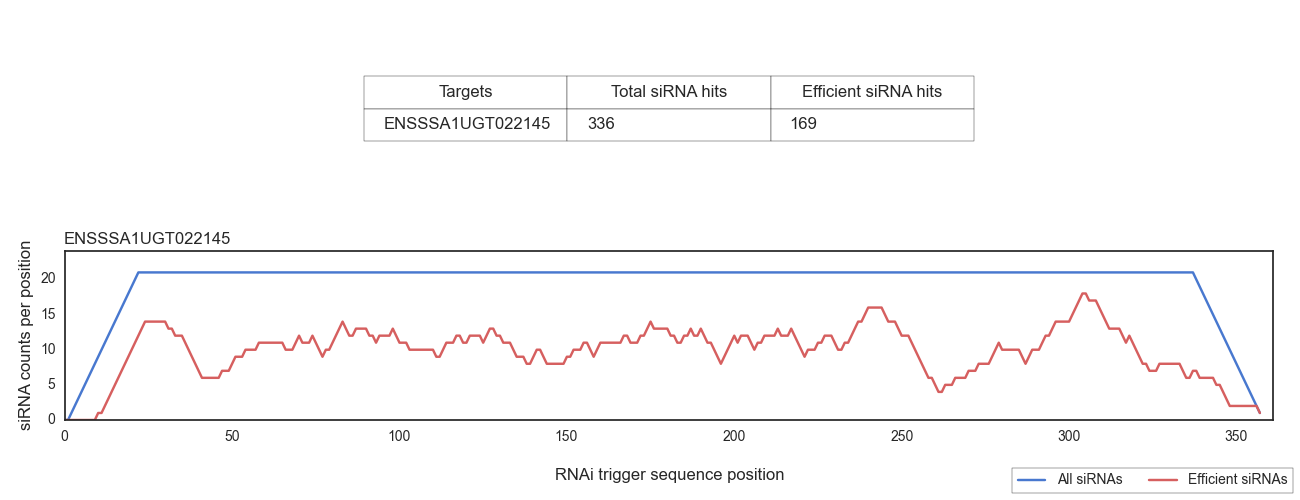 Targets Total siRNA hits Efficient siRNA hits
ENSSSA1UGT022145 336 169
ENSSSA1UGT022145
siRNA counts per position
20
15
10
5
0
0 50 100 150 200 250 300 350
RNAi trigger sequence position
All siRNAs Efficient siRNAs